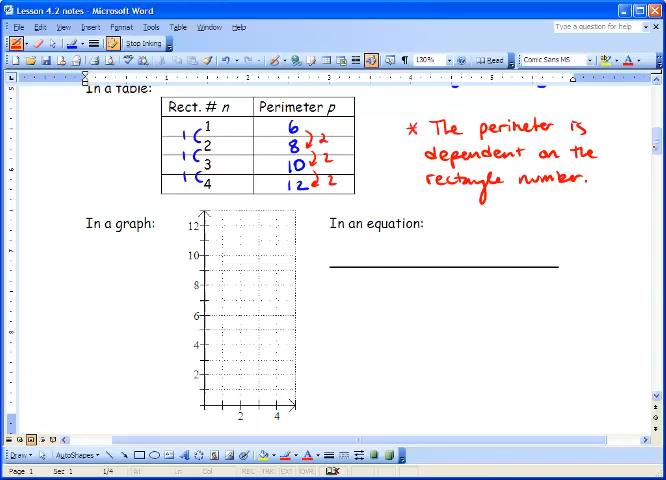 Lesson 4.2 notes - Microsoft Word
File Edit View Insert Format Tools Table Window Help
Type a question for help
Stop Inking
130%
Read
Comic Sans MS
In a table:
Rect. # n Perimeter p
1 6
2 8
3 10
4 12
1 1 1
2 2 2
* The perimeter is
dependent on the
rectangle number.
In a graph:
In an equation:
12
10
8
6
4
2
2 4
Draw AutoShapes
Page 1 Sec 1 1/4 At Ln Col REC TRK EXT OVR